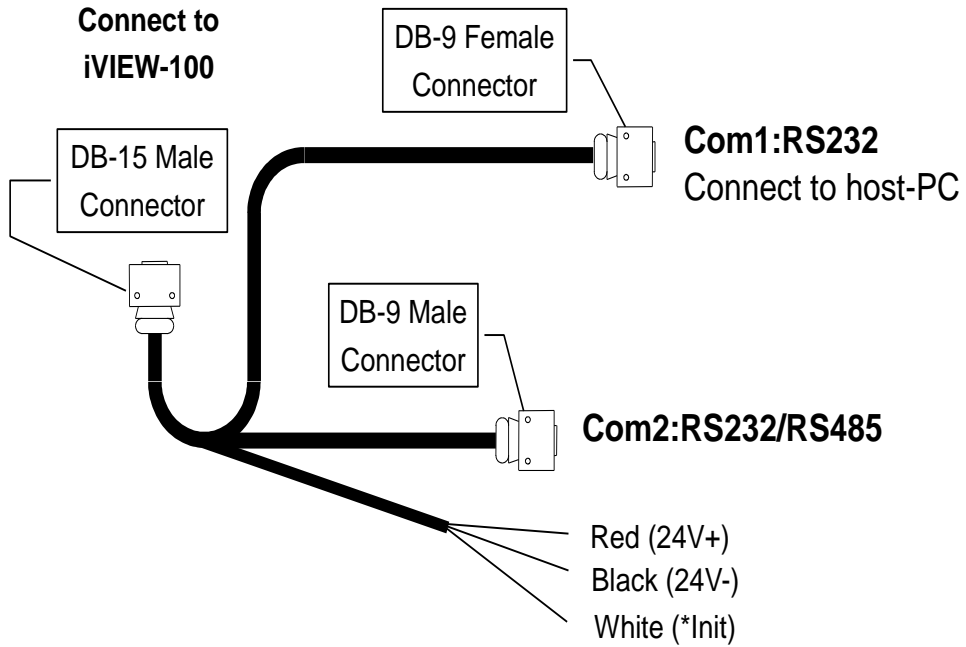 Connect to
iVIEW-100
DB-9 Female
Connector
DB-15 Male
Connector
Com1:RS232
Connect to host-PC
DB-9 Male
Connector
Com2:RS232/RS485
Red (24V+)
Black (24V-)
White (*Init)